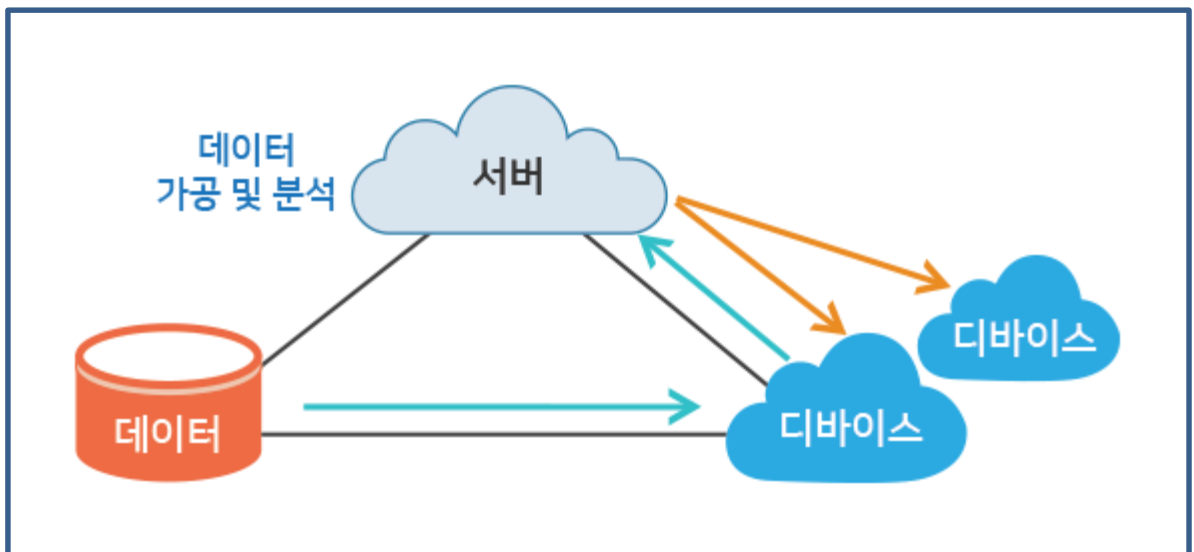 데이터
가공 및 분석
서버
디바이스
디바이스
데이터